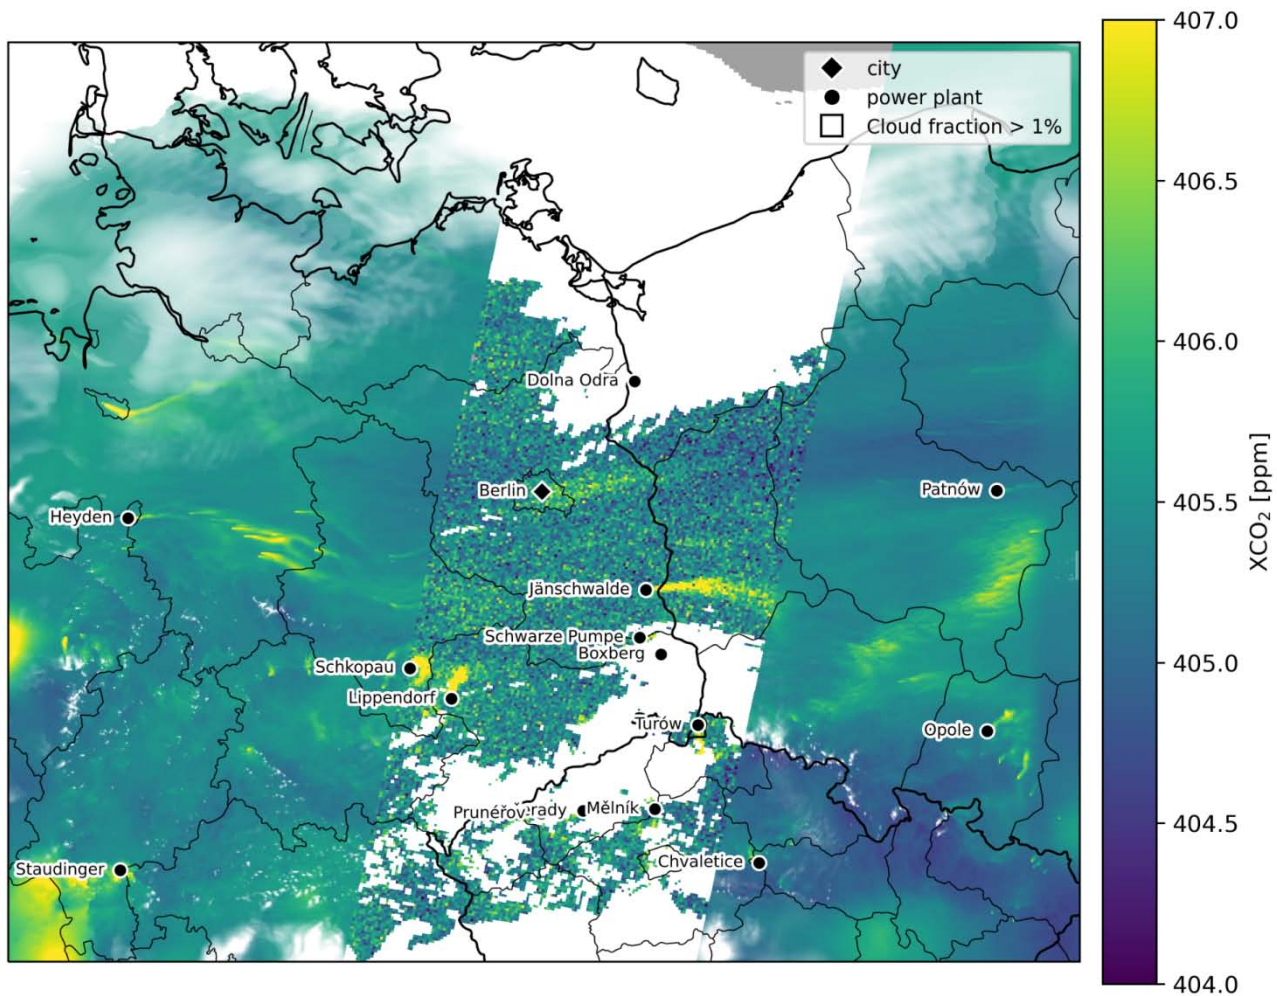 407.0
406.5
406.0
405.5
405.0
404.5
404.0
XCO₂ [ppm]
city
power plant
Cloud fraction > 1%
Dolna Odra
Berlin
Patnów
Heyden
Jänschwalde
Schwarze Pumpe
Boxberg
Schkopau
Lippendorf
Turów
Opole
Prunéřov
Mělník
Chvaletice
Staudinger